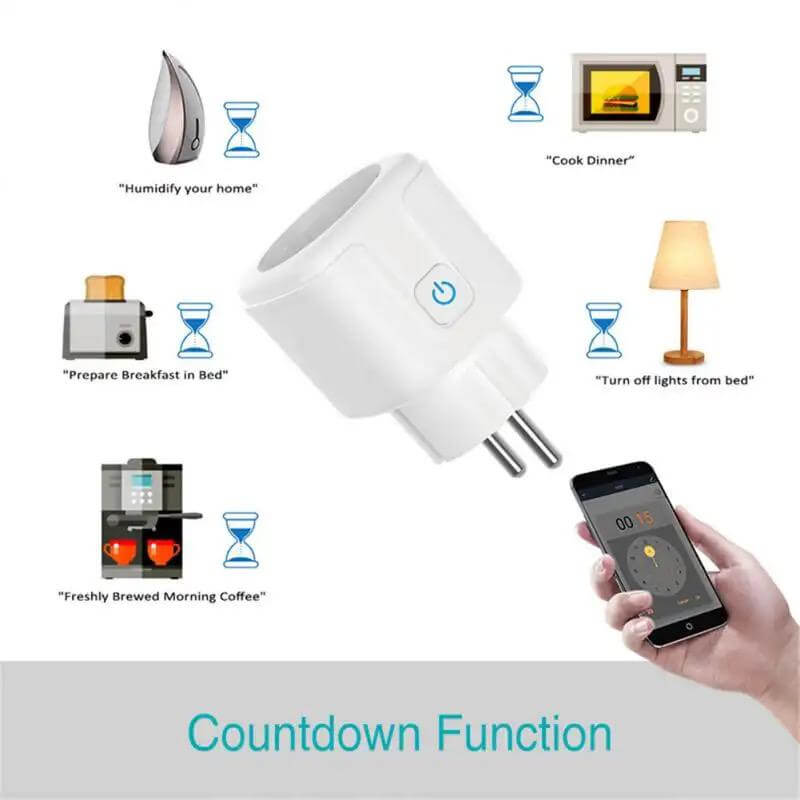 "Humidify your home"
"Cook Dinner"
"Prepare Breakfast in Bed"
"Turn off lights from bed"
00 15
"Freshly Brewed Morning Coffee"
Countdown Function